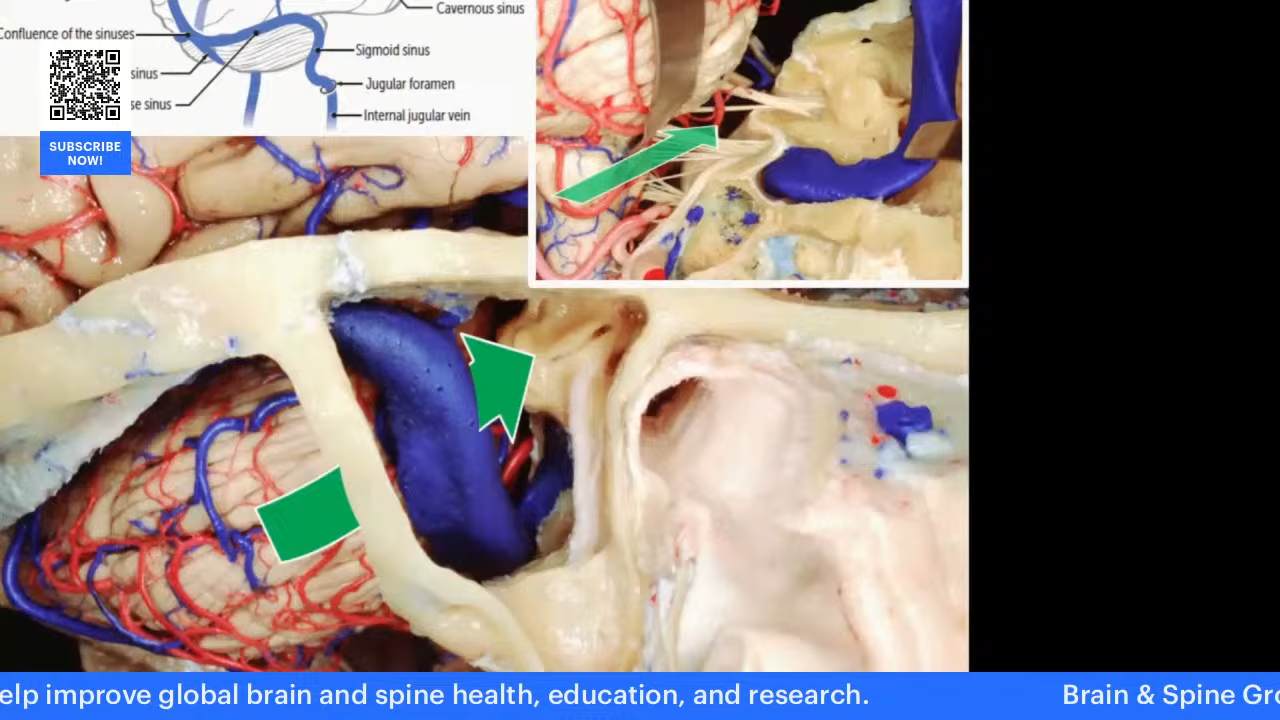 Cavernous sinus
Confluence of the sinuses
Sigmoid sinus
sinus
Jugular foramen
se sinus
Internal jugular vein
SUBSCRIBE
NOW!
elp improve global brain and spine health, education, and research.
Brain & Spine Gr